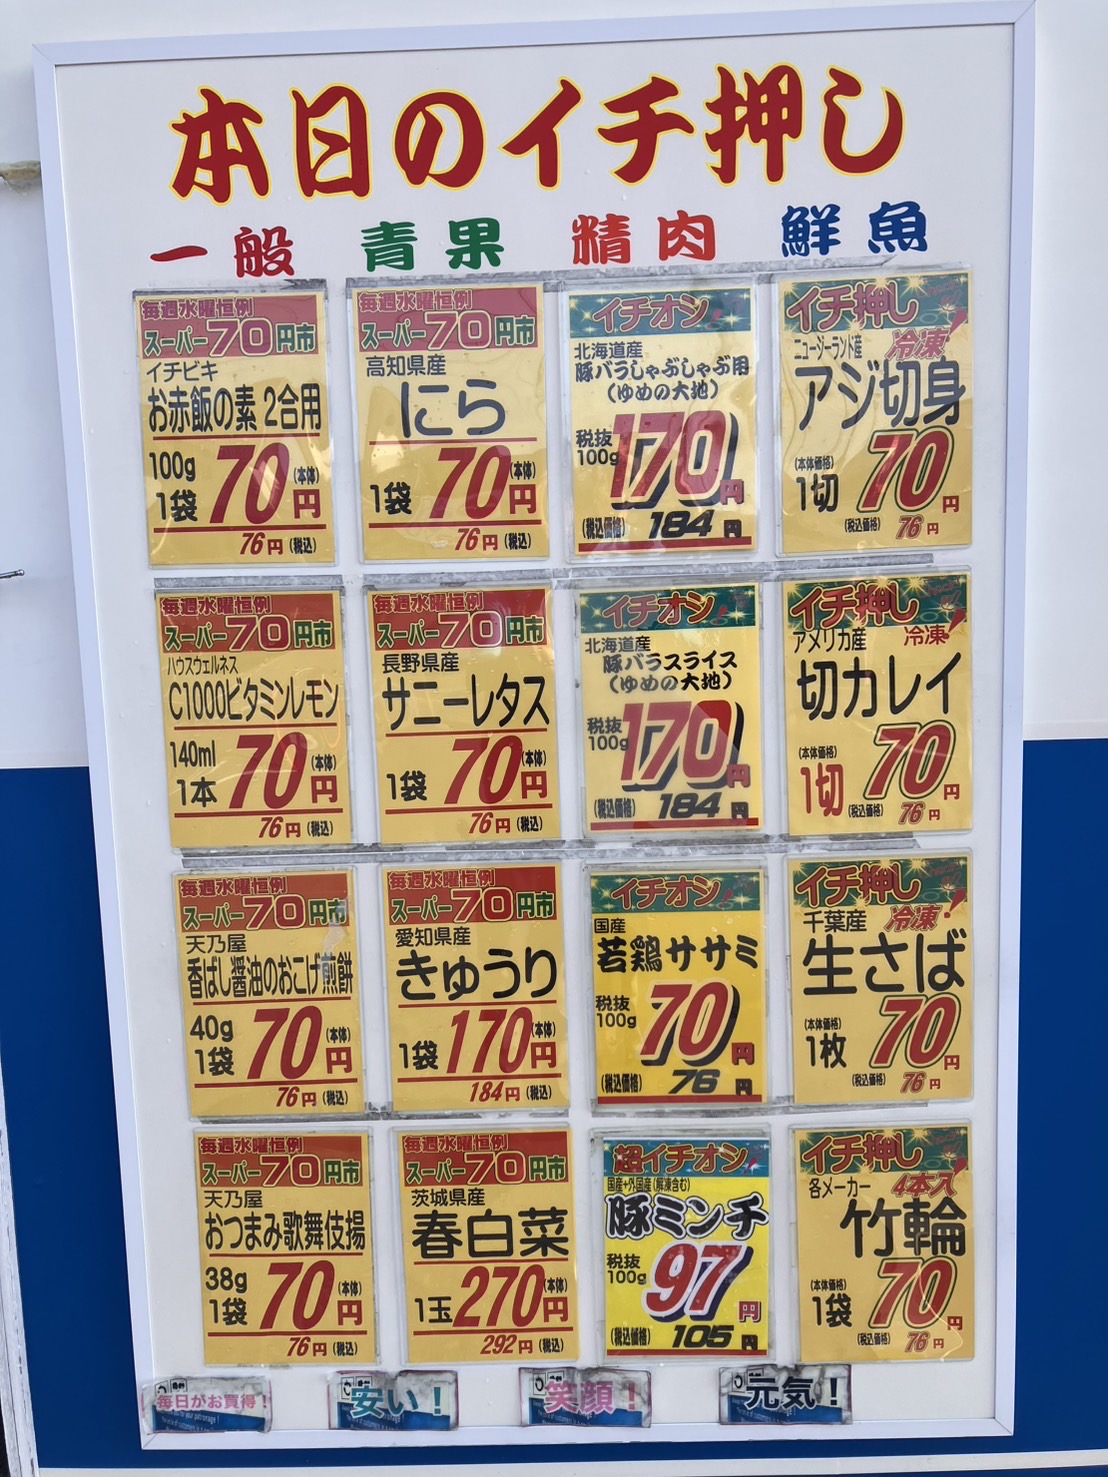 本日のイチ押し
一般 青果 精肉 鮮魚
毎週水曜恒例
スーパー70円市
イチビキ
お赤飯の素 2合用
100g
1袋 70円 (本体)
76円 (税込)
毎週水曜恒例
スーパー70円市
高知県産
にら
1袋 70円 (本体)
76円 (税込)
イチオシ!
北海道産
豚バラしゃぶしゃぶ用
(ゆめの大地)
税抜
100g 170円
(税込価格) 184円
イチ押し!
ニュージーランド産 冷凍
アジ切身
(本体価格)
1切 70円
(税込価格) 76円
毎週水曜恒例
スーパー70円市
ハウスウェルネス
C1000ビタミンレモン
140ml
1本 70円 (本体)
76円 (税込)
毎週水曜恒例
スーパー70円市
長野県産
サニーレタス
1袋 70円 (本体)
76円 (税込)
イチオシ!
北海道産
豚バラスライス
(ゆめの大地)
税抜
100g 170円
(税込価格) 184円
イチ押し!
アメリカ産 冷凍
切カレイ
(本体価格)
1切 70円
(税込価格) 76円
毎週水曜恒例
スーパー70円市
天乃屋
香ばし醤油のおこげ煎餅
40g
1袋 70円 (本体)
76円 (税込)
毎週水曜恒例
スーパー70円市
愛知県産
きゅうり
1袋 170円 (本体)
184円 (税込)
イチオシ!
国産
若鶏ササミ
税抜
100g 70円
(税込価格) 76円
イチ押し!
千葉産 冷凍
生さば
(本体価格)
1枚 70円
(税込価格) 76円
毎週水曜恒例
スーパー70円市
天乃屋
おつまみ歌舞伎揚
38g
1袋 70円 (本体)
76円 (税込)
毎週水曜恒例
スーパー70円市
茨城県産
春白菜
1玉 270円 (本体)
292円 (税込)
超イチオシ!
国産+外国産(解凍含む)
豚ミンチ
税抜
100g 97円
(税込価格) 105円
イチ押し!
各メーカー 4本入
竹輪
(本体価格)
1袋 70円
(税込価格) 76円
毎日がお買得! 安い! 笑顔! 元気!